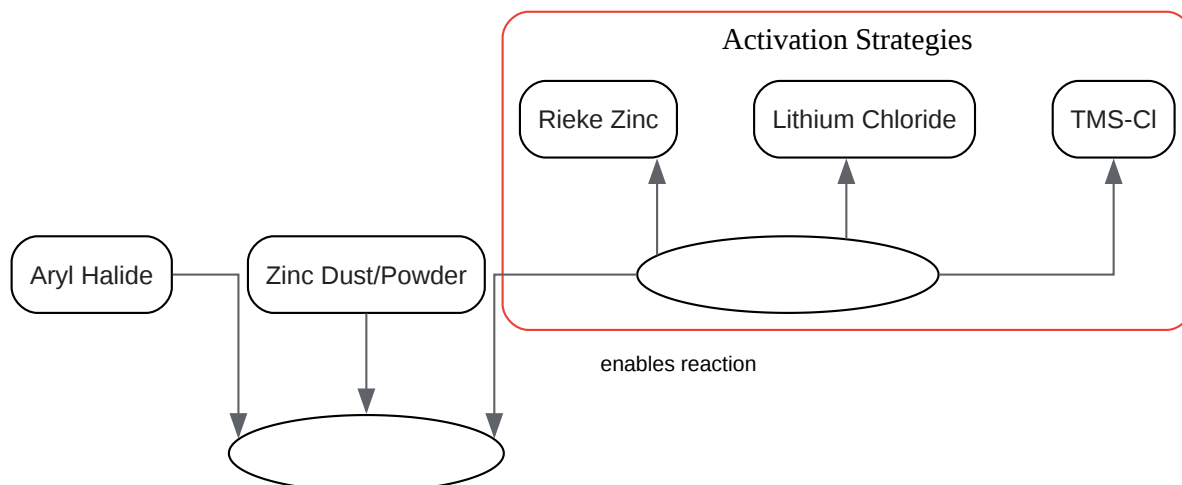 Activation Strategies
Rieke Zinc
Lithium Chloride
TMS-Cl
Aryl Halide
Zinc Dust/Powder
enables reaction